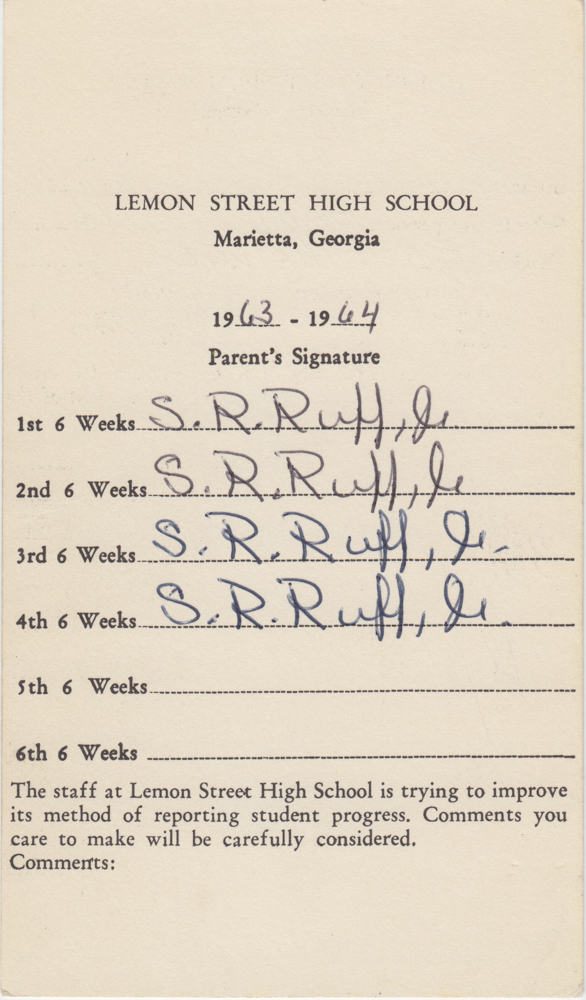 LEMON STREET HIGH SCHOOL
Marietta, Georgia
1963 - 1964
Parent's Signature
1st 6 Weeks S. R. Ruff, Jr
2nd 6 Weeks S. R. Ruff, Jr
3rd 6 Weeks S. R. Ruff, Jr.
4th 6 Weeks S. R. Ruff, Jr.
5th 6 Weeks
6th 6 Weeks
The staff at Lemon Street High School is trying to improve
its method of reporting student progress. Comments you
care to make will be carefully considered.
Comments: